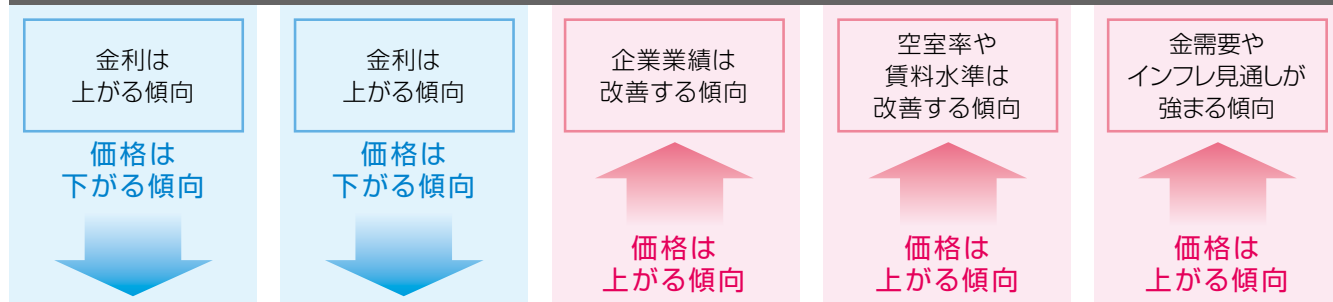 金利は
上がる傾向
価格は
下がる傾向
金利は
上がる傾向
価格は
下がる傾向
企業業績は
改善する傾向
価格は
上がる傾向
空室率や
賃料水準は
改善する傾向
価格は
上がる傾向
金需要や
インフレ見通しが
強まる傾向
価格は
上がる傾向